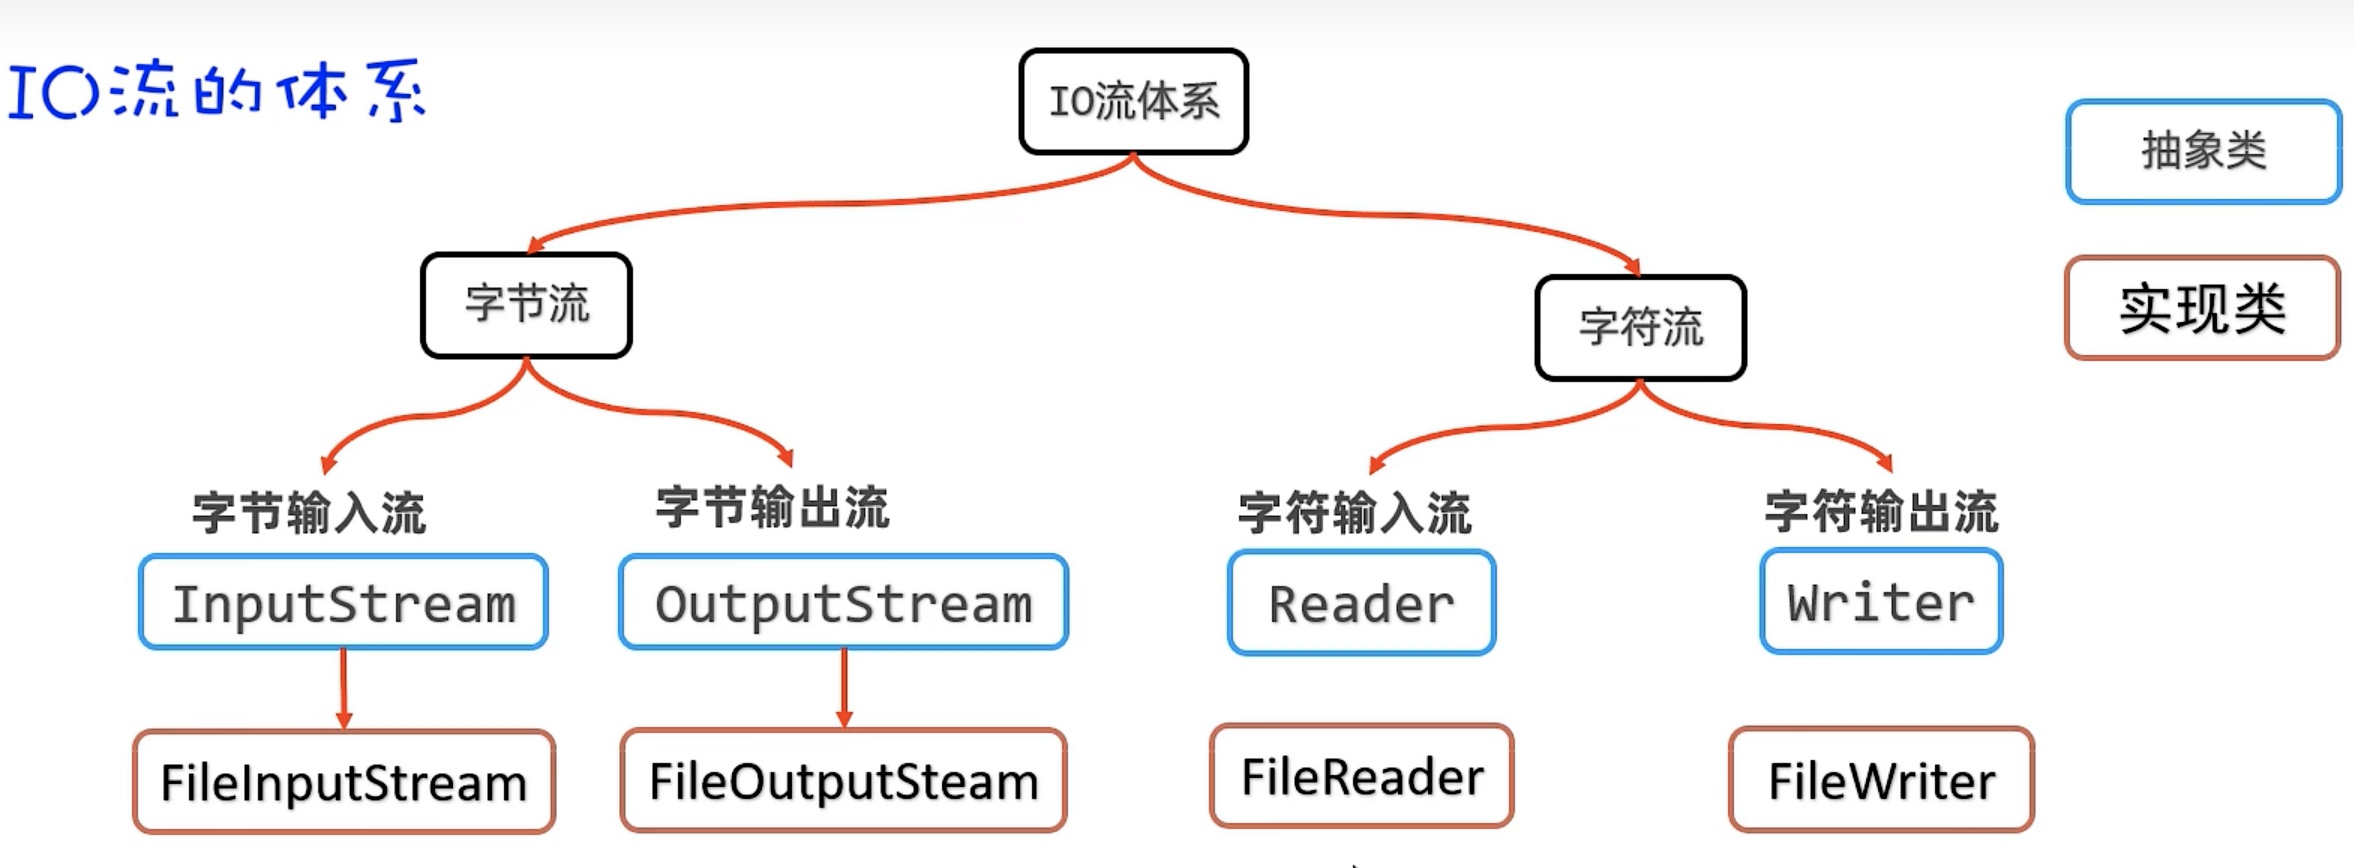 IO流的体系
IO流体系
抽象类
字节流
字符流
实现类
字节输入流
字节输出流
字符输入流
字符输出流
InputStream
OutputStream
Reader
Writer
FileInputStream
FileOutputSteam
FileReader
FileWriter